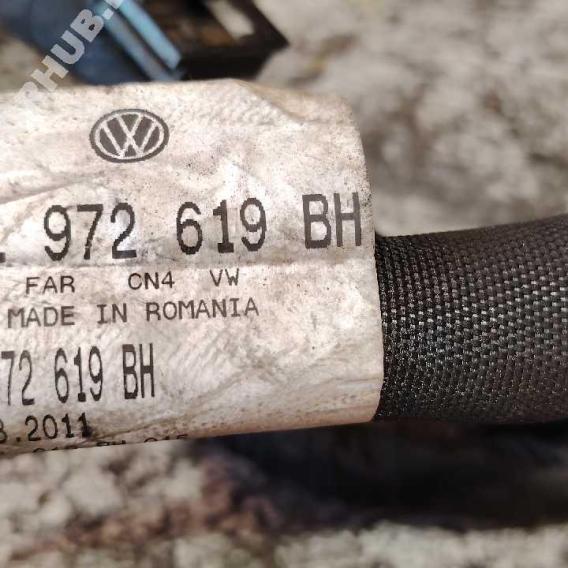 972 619 BH
FAR CN4 VW
MADE IN ROMANIA
72 619 BH
.2011